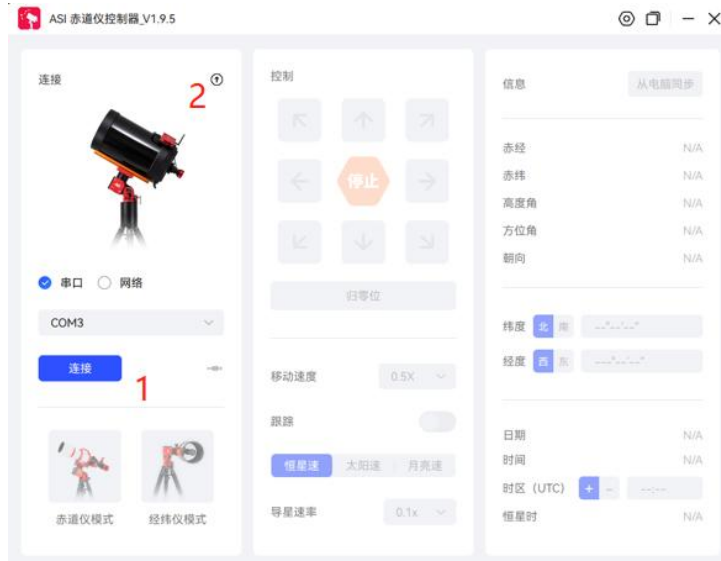 ASI 赤道仪控制器_V1.9.5
连接
2
串口 网络
COM3
连接
1
赤道仪模式 经纬仪模式
控制
停止
归零位
移动速度 0.5X
跟踪
恒星速 太阳速 月亮速
导星速率 0.1x
信息 从电脑同步
赤经 N/A
赤纬 N/A
高度角 N/A
方位角 N/A
朝向 N/A
纬度 北 南 --°--'--"
经度 西 东 ---°--'--"
日期 N/A
时间 N/A
时区（UTC） + - --:--
恒星时 N/A